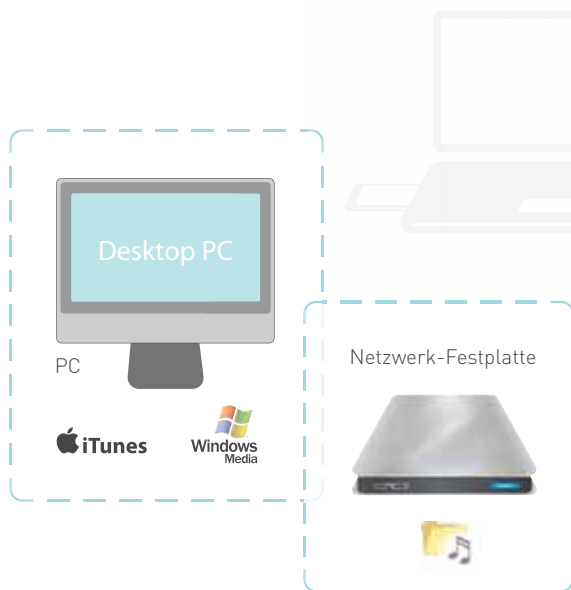 Desktop PC
PC
iTunes
Windows
Media
Netzwerk-Festplatte